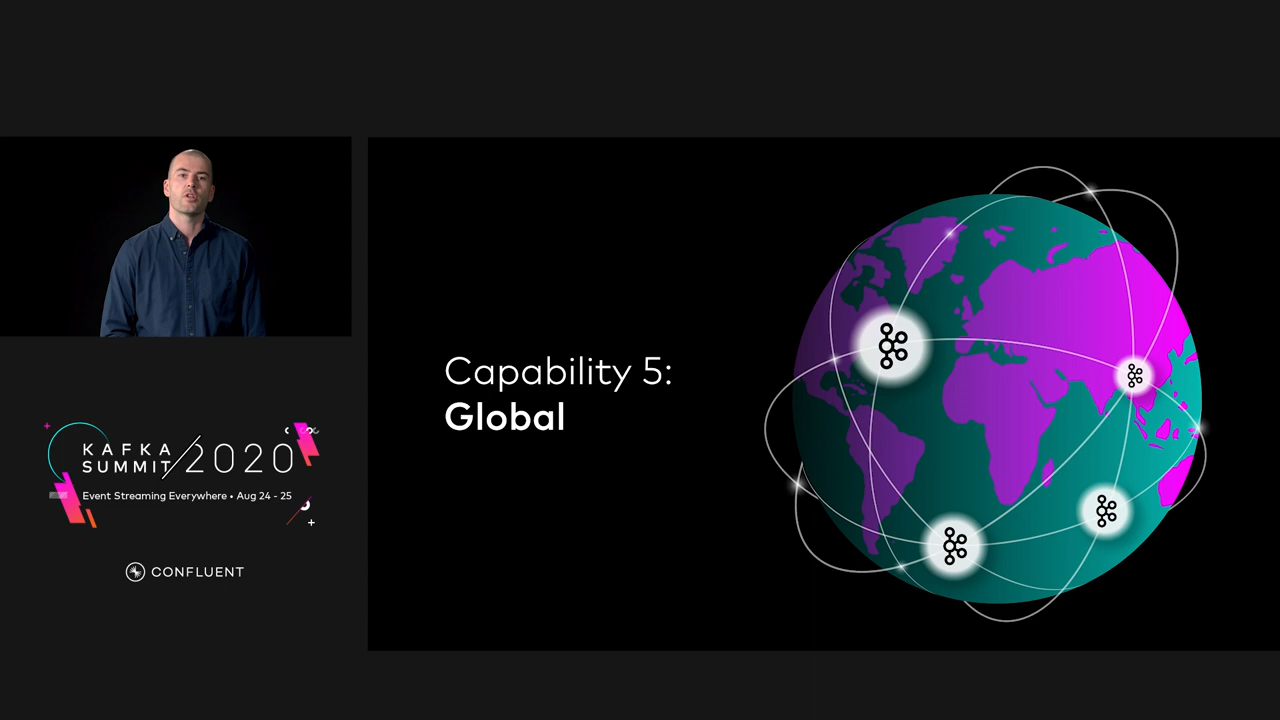 KAFKA
SUMMIT 2020
Event Streaming Everywhere • Aug 24 - 25
CONFLUENT
Capability 5:
Global